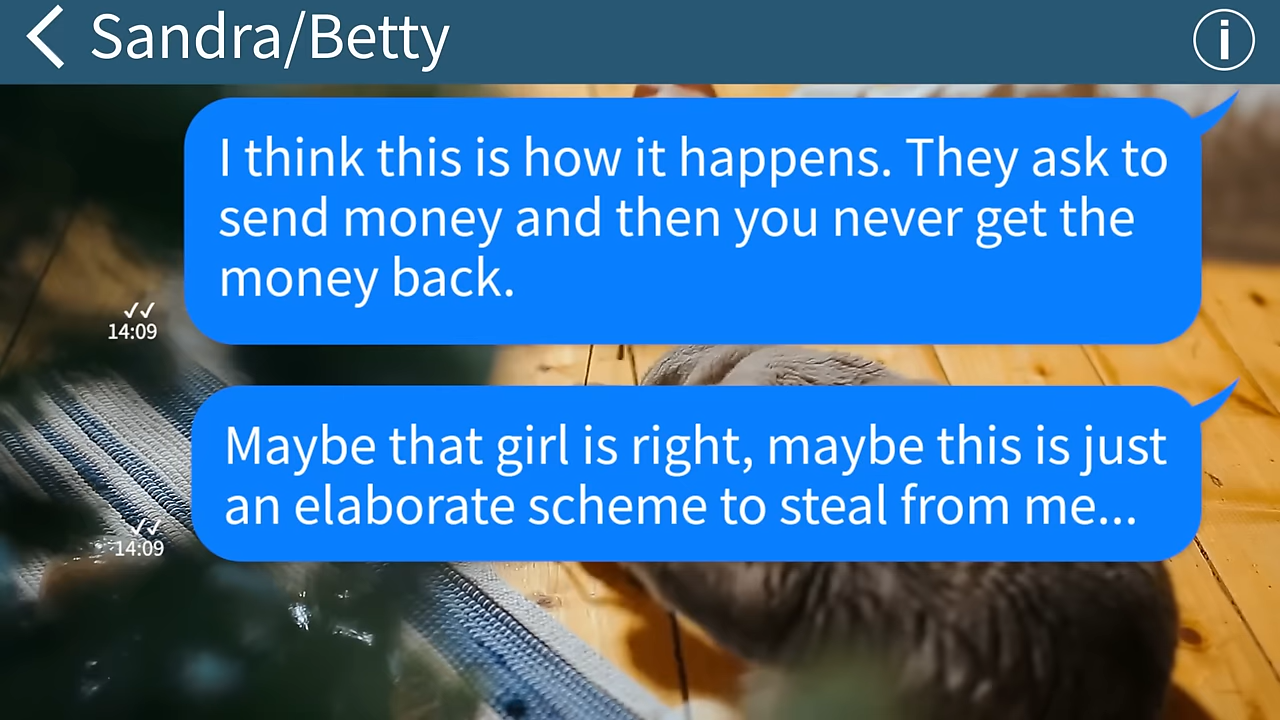 Sandra/Betty
I think this is how it happens. They ask to
send money and then you never get the
money back.
14:09
Maybe that girl is right, maybe this is just
an elaborate scheme to steal from me...
14:09